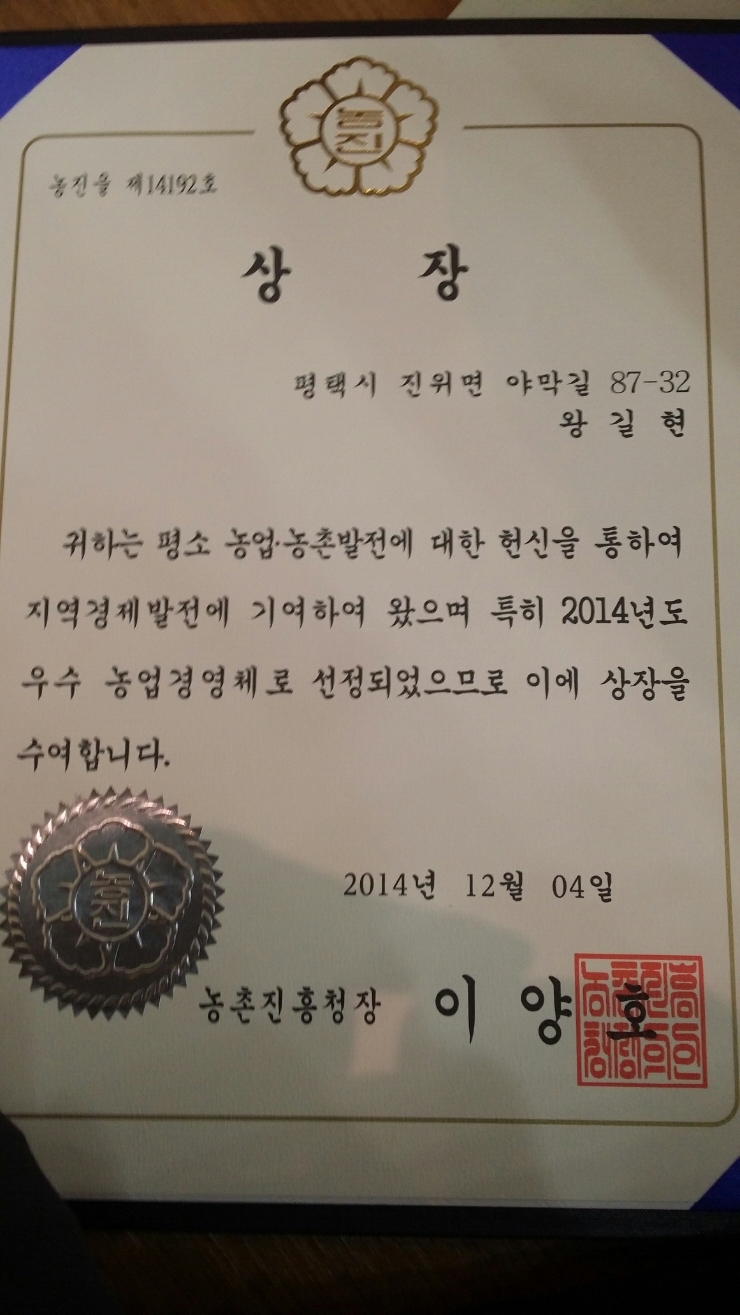 농진
농진을 제14192호
상 장
평택시 진위면 야막길 87-32
왕 길 현
귀하는 평소 농업·농촌발전에 대한 헌신을 통하여
지역경제발전에 기여하여 왔으며 특히 2014년도
우수 농업경영체로 선정되었으므로 이에 상장을
수여합니다.
농진
2014년 12월 04일
농촌진흥청장 이 양 호